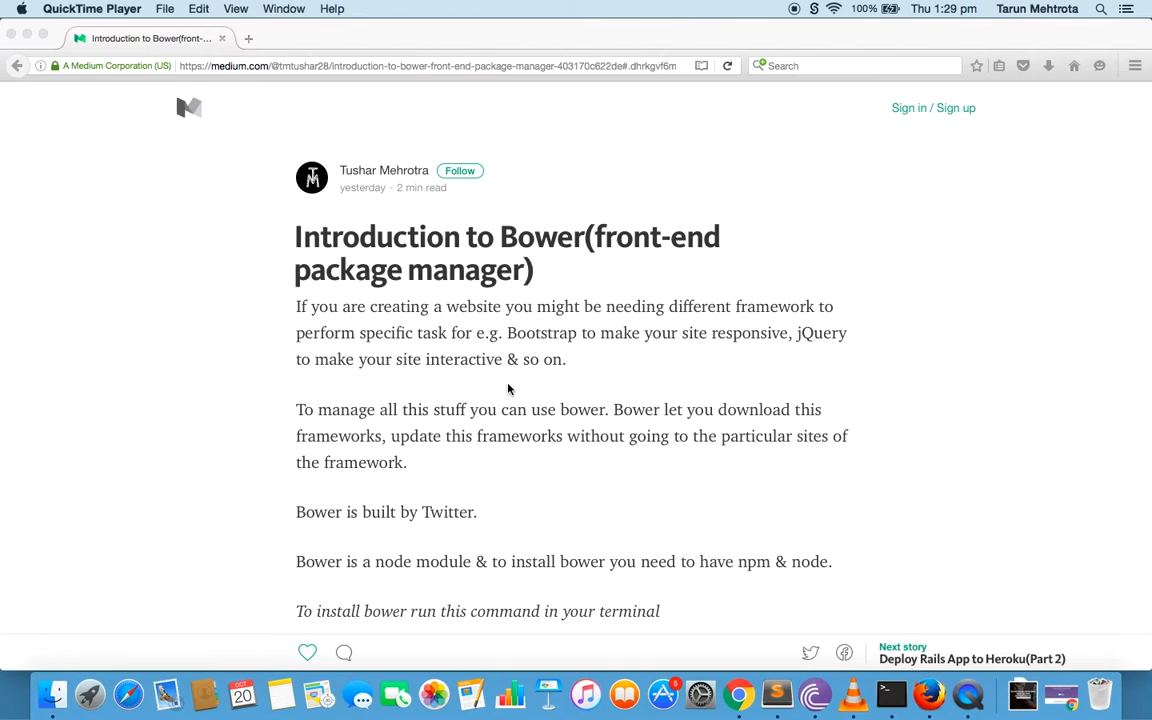 QuickTime Player File Edit View Window Help 100% Thu 1:29 pm Tarun Mehrotra
Introduction to Bower(front-...
A Medium Corporation (US) https://medium.com/@tmtushar28/introduction-to-bower-front-end-package-manager-403170c622de#.dhrkgvf6m Search
Sign in / Sign up
TM
Tushar Mehrotra Follow
yesterday · 2 min read
Introduction to Bower(front-end
package manager)
If you are creating a website you might be needing different framework to
perform specific task for e.g. Bootstrap to make your site responsive, jQuery
to make your site interactive & so on.
To manage all this stuff you can use bower. Bower let you download this
frameworks, update this frameworks without going to the particular sites of
the framework.
Bower is built by Twitter.
Bower is a node module & to install bower you need to have npm & node.
To install bower run this command in your terminal
Next story
Deploy Rails App to Heroku(Part 2)
OCT
20
6